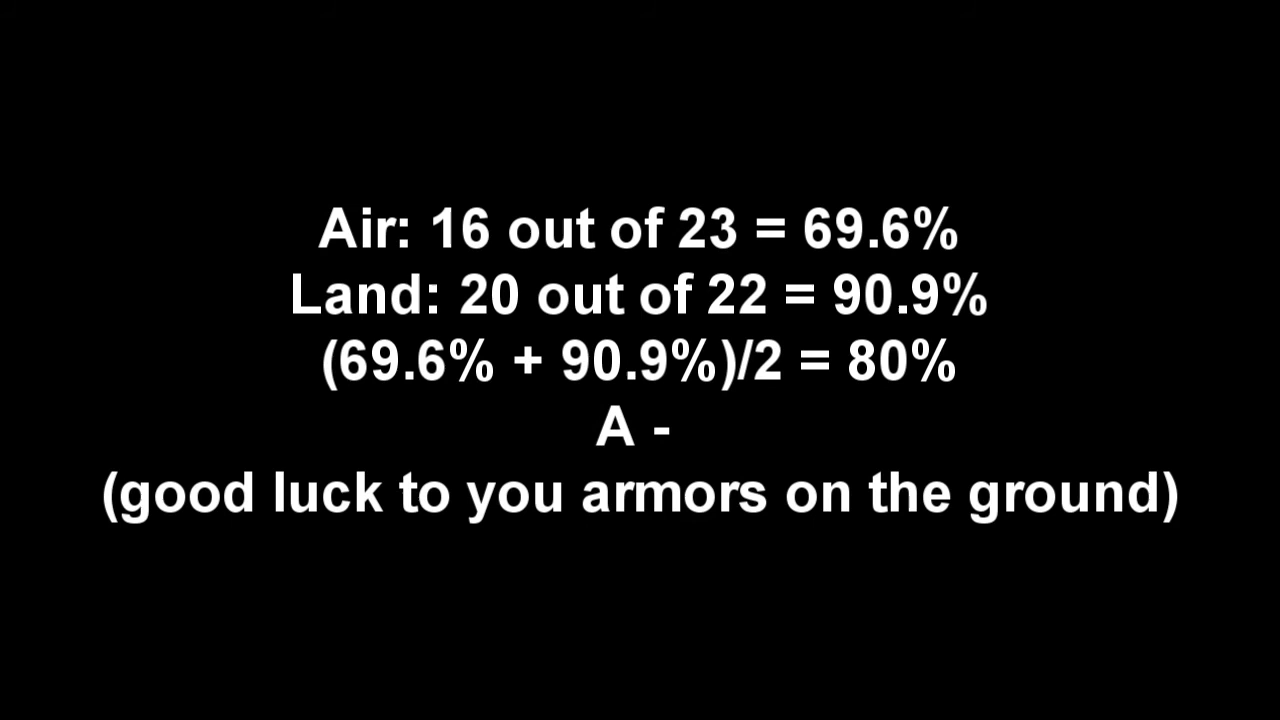 Air: 16 out of 23 = 69.6%
Land: 20 out of 22 = 90.9%
(69.6% + 90.9%)/2 = 80%
A -
(good luck to you armors on the ground)